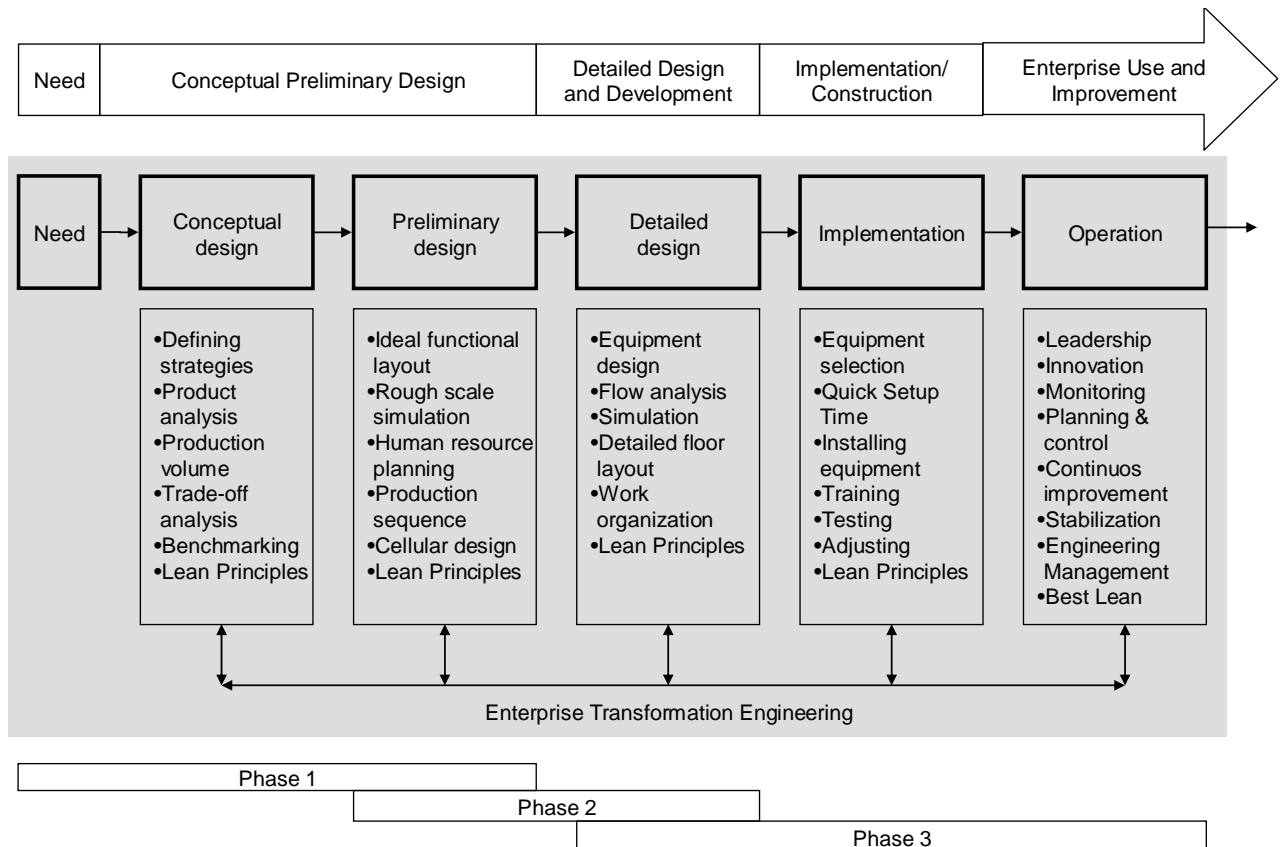 Need
Conceptual Preliminary Design
Detailed Design
and Development
Implementation/
Construction
Enterprise Use and
Improvement
Need
Conceptual
design
Preliminary
design
Detailed
design
Implementation
Operation
•Defining
strategies
•Product
analysis
•Production
volume
•Trade-off
analysis
•Benchmarking
•Lean Principles
•Ideal functional
layout
•Rough scale
simulation
•Human resource
planning
•Production
sequence
•Cellular design
•Lean Principles
•Equipment
design
•Flow analysis
•Simulation
•Detailed floor
layout
•Work
organization
•Lean Principles
•Equipment
selection
•Quick Setup
Time
•Installing
equipment
•Training
•Testing
•Adjusting
•Lean Principles
•Leadership
•Innovation
•Monitoring
•Planning &
control
•Continuos
improvement
•Stabilization
•Engineering
Management
•Best Lean
Enterprise Transformation Engineering
Phase 1
Phase 2
Phase 3